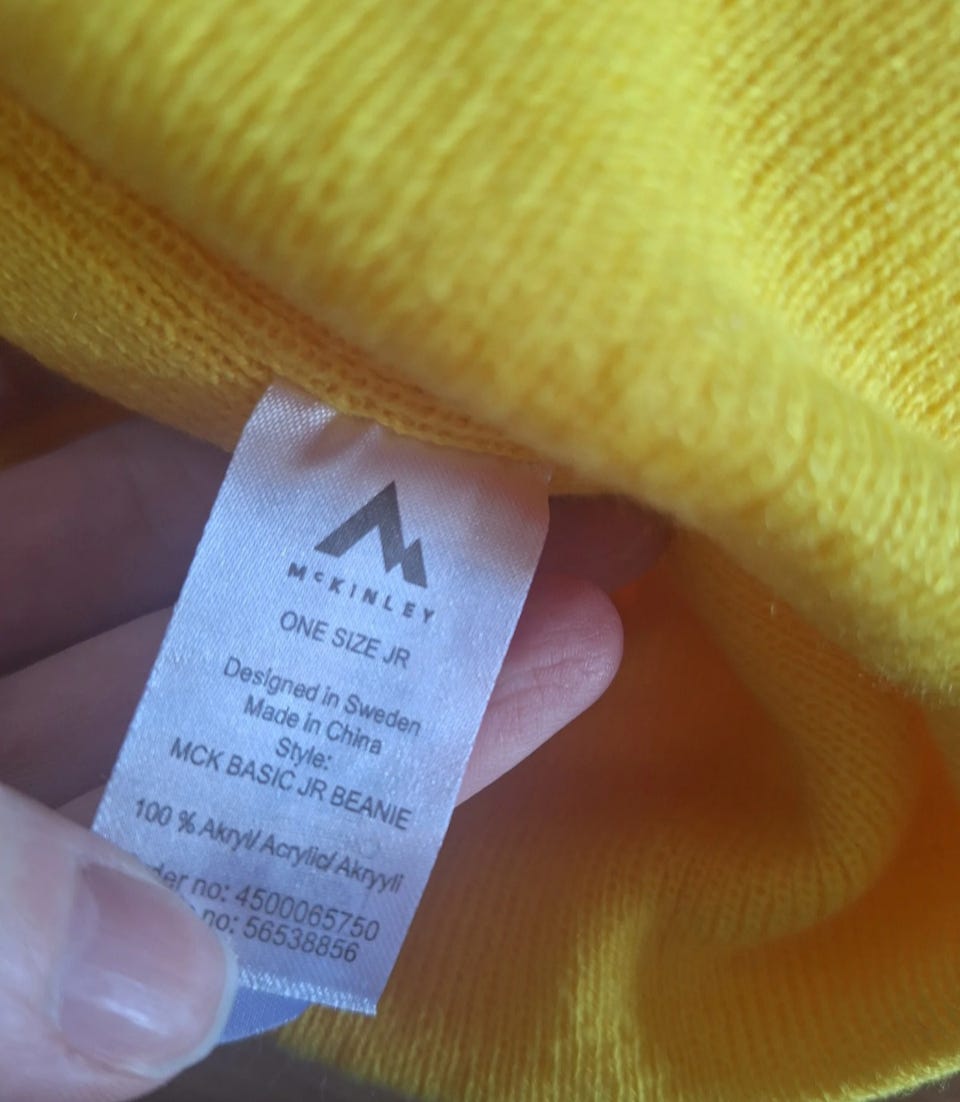 McKINLEY
ONE SIZE JR
Designed in Sweden
Made in China
Style:
MCK BASIC JR BEANIE
100 % Akryl/ Acrylic/ Akryyli
no: 4500065750
no: 56538856